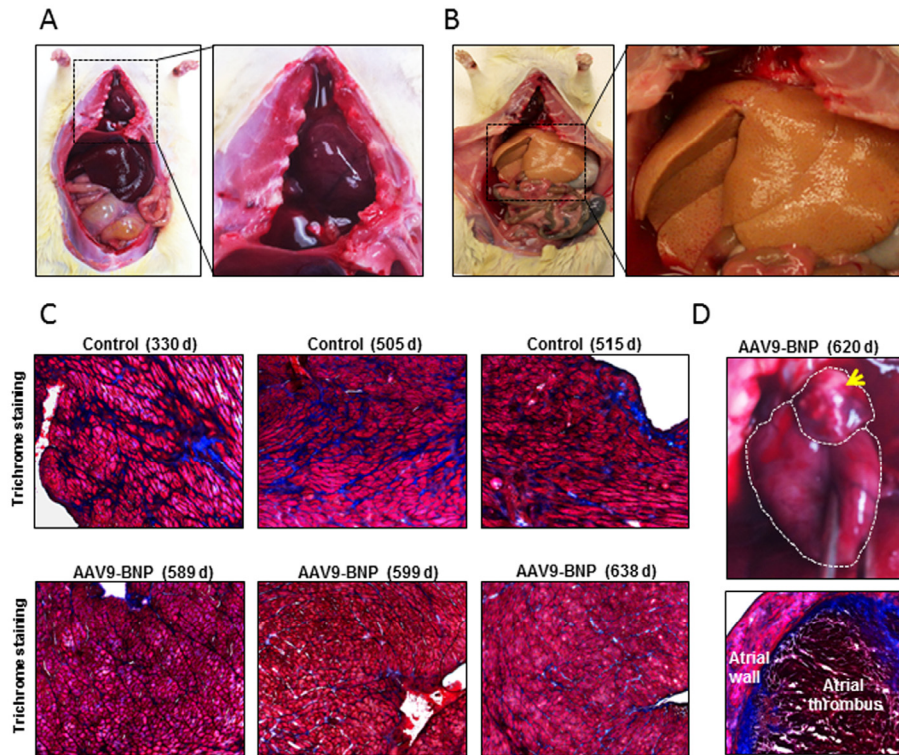 A
B
C
D
Control (330 d)
Control (505 d)
Control (515 d)
AAV9-BNP (620 d)
Trichrome staining
AAV9-BNP (589 d)
AAV9-BNP (599 d)
AAV9-BNP (638 d)
Trichrome staining
Atrial
wall
Atrial
thrombus